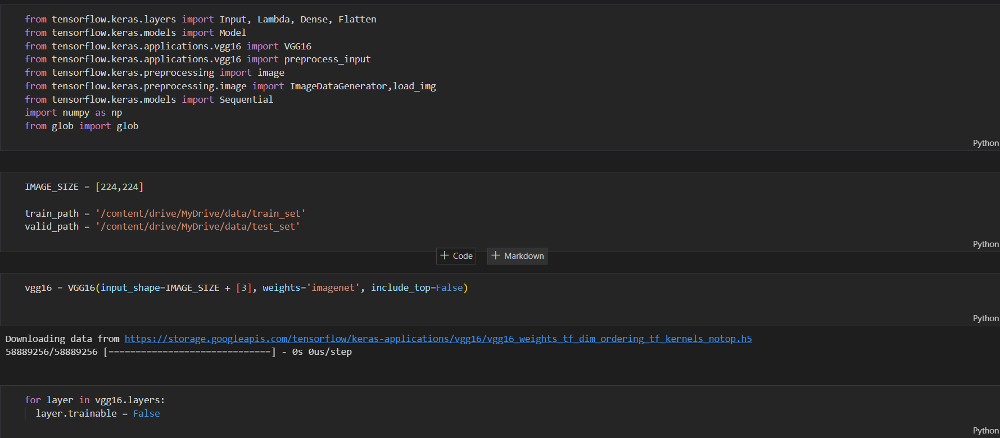 from tensorflow.keras.layers import Input, Lambda, Dense, Flatten
from tensorflow.keras.models import Model
from tensorflow.keras.applications.vgg16 import VGG16
from tensorflow.keras.applications.vgg16 import preprocess_input
from tensorflow.keras.preprocessing import image
from tensorflow.keras.preprocessing.image import ImageDataGenerator,load_img
from tensorflow.keras.models import Sequential
import numpy as np
from glob import glob
Python
IMAGE_SIZE = [224,224]
train_path = '/content/drive/MyDrive/data/train_set'
valid_path = '/content/drive/MyDrive/data/test_set'
Python
+ Code + Markdown
vgg16 = VGG16(input_shape=IMAGE_SIZE + [3], weights='imagenet', include_top=False)
Python
Downloading data from https://storage.googleapis.com/tensorflow/keras-applications/vgg16/vgg16_weights_tf_dim_ordering_tf_kernels_notop.h5
58889256/58889256 [==============================] - 0s 0us/step
for layer in vgg16.layers:
  layer.trainable = False
Python